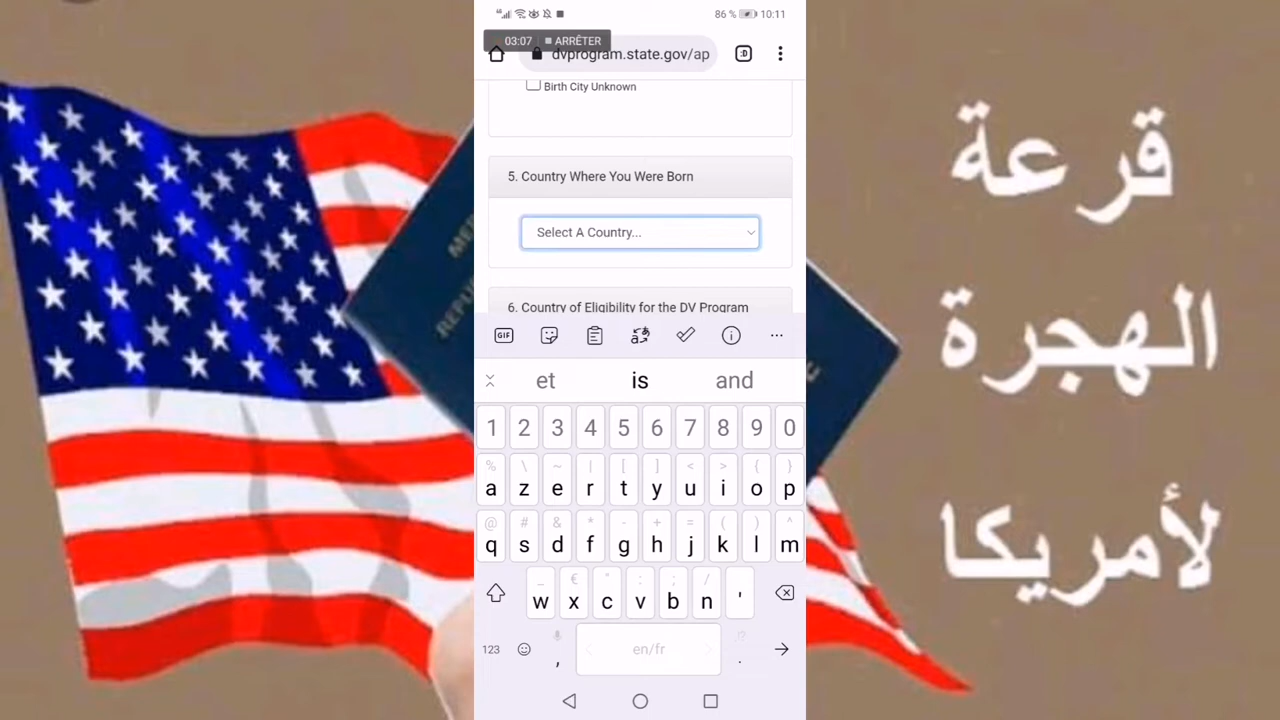 86 % 10:11
03:07 ARRÊTER
dvprogram.state.gov/ap
:D
Birth City Unknown
5. Country Where You Were Born
Select A Country...
6. Country of Eligibility for the DV Program
GIF
et is and
1 2 3 4 5 6 7 8 9 0
% \ ~ | [ ] < > { }
a z e r t y u i o p
@ # & * - + = ( ) ^
q s d f g h j k l m
_ € " : ; /
w x c v b n '
!?
123 , en/fr .
قرعة
الهجرة
لأمريكا